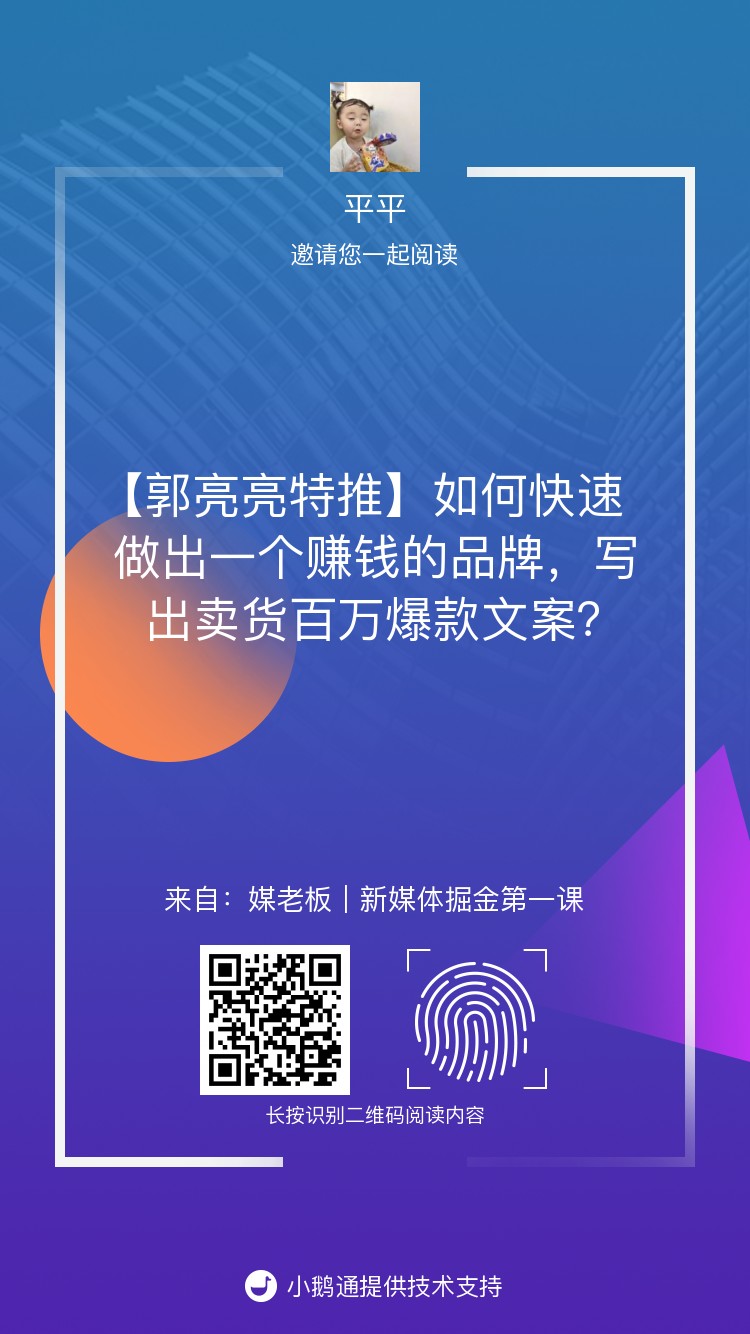 平平
邀请您一起阅读
【郭亮亮特推】如何快速
做出一个赚钱的品牌，写
出卖货百万爆款文案？
来自：媒老板｜新媒体掘金第一课
长按识别二维码阅读内容
小鹅通提供技术支持